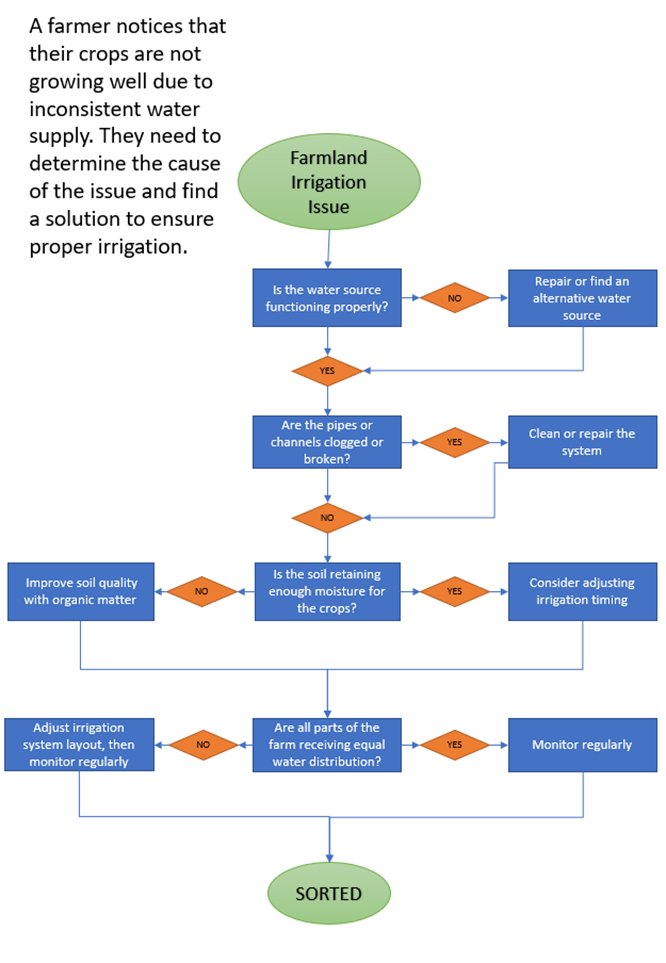 A farmer notices that
their crops are not
growing well due to
inconsistent water
supply. They need to
determine the cause
of the issue and find
a solution to ensure
proper irrigation.
Farmland
Irrigation
Issue
Is the water source
functioning properly?
NO
Repair or find an
alternative water
source
YES
Are the pipes or
channels clogged or
broken?
YES
Clean or repair the
system
NO
Improve soil quality
with organic matter
NO
Is the soil retaining
enough moisture for
the crops?
YES
Consider adjusting
irrigation timing
Adjust irrigation
system layout, then
monitor regularly
NO
Are all parts of the
farm receiving equal
water distribution?
YES
Monitor regularly
SORTED